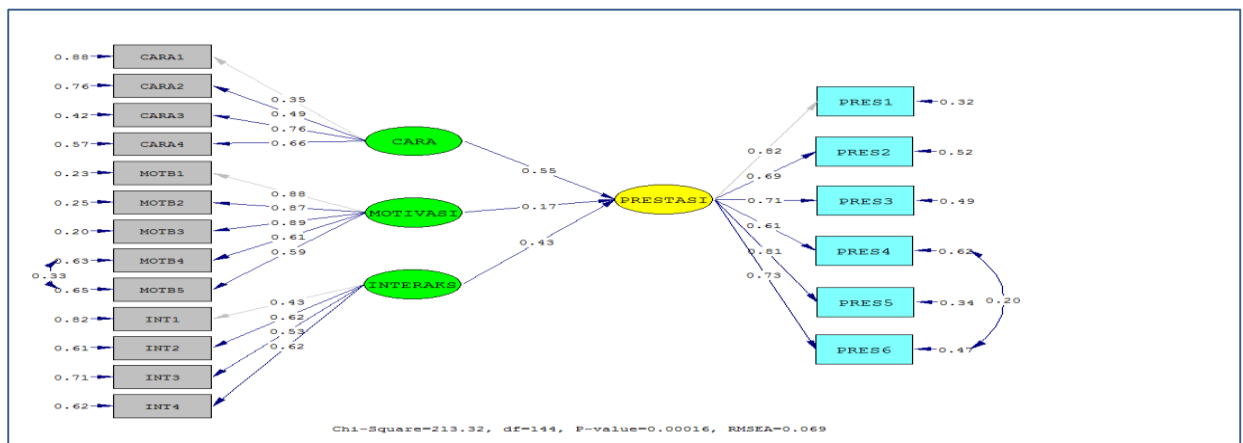 0.88 CARA1
0.76 CARA2
0.42 CARA3
0.57 CARA4
0.23 MOTB1
0.25 MOTB2
0.20 MOTB3
0.63 MOTB4
0.33
0.65 MOTB5
0.82 INT1
0.61 INT2
0.71 INT3
0.62 INT4
0.35
0.49
0.76
0.66
0.88
0.87
0.89
0.61
0.59
0.43
0.62
0.53
0.62
CARA
MOTIVASI
INTERAKS
0.55
0.17
0.43
PRESTASI
0.82
0.69
0.71
0.61
0.81
0.73
PRES1 0.32
PRES2 0.52
PRES3 0.49
PRES4 0.62
PRES5 0.34
0.20
PRES6 0.47
Chi-Square=213.32, df=144, P-value=0.00016, RMSEA=0.069